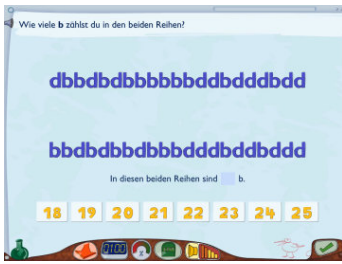 Wie viele b zählst du in den beiden Reihen?
dbbdbdbbbbbbddbdddbdd
bbdbdbbdbbbdddbddbddd
In diesen beiden Reihen sind b.
18 19 20 21 22 23 24 25